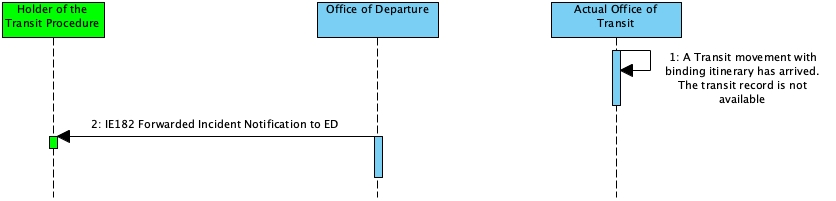 Holder of the
Transit Procedure
Office of Departure
Actual Office of
Transit
1: A Transit movement with
binding itinerary has arrived.
The transit record is not
available
2: IE182 Forwarded Incident Notification to ED